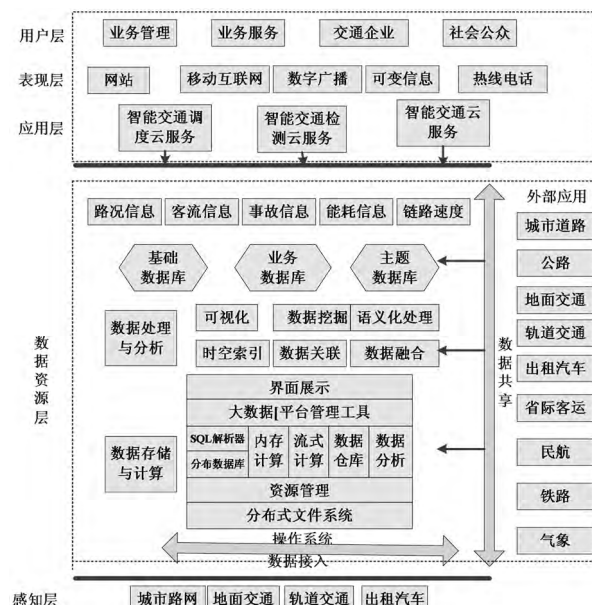 用户层 业务管理 业务服务 交通企业 社会公众
表现层 网站 移动互联网 数字广播 可变信息 热线电话
应用层
智能交通调
度云服务
智能交通检
测云服务
智能交通云
服务
外部应用
路况信息 客流信息 事故信息 能耗信息 链路速度
城市道路
基础
数据库
业务
数据库
主题
数据库
公路
地面交通
数据处理
与分析
可视化 数据挖掘 语义化处理
时空索引 数据关联 数据融合
轨道交通
数据资源层
数据共享
出租汽车
界面展示
大数据[平台管理工具
省际客运
数据存储
与计算
SQL解析器
分布数据库
内存
计算
流式
计算
数据
仓库
数据
分析
民航
资源管理
铁路
分布式文件系统
操作系统
气象
数据接入
感知层 城市路网 地面交通 轨道交通 出租汽车